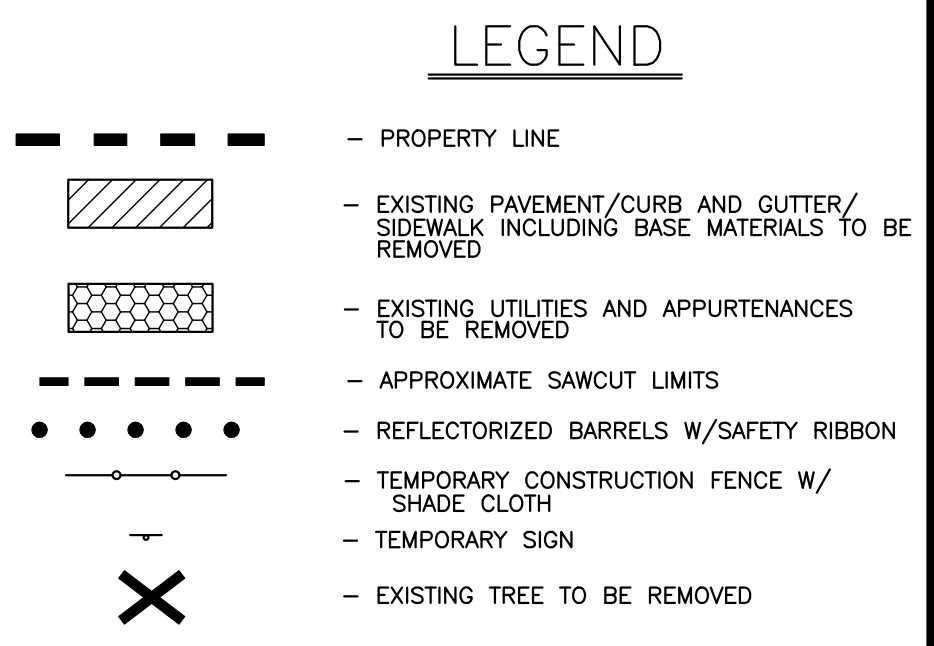 LEGEND
– PROPERTY LINE
– EXISTING PAVEMENT/CURB AND GUTTER/
SIDEWALK INCLUDING BASE MATERIALS TO BE
REMOVED
– EXISTING UTILITIES AND APPURTENANCES
TO BE REMOVED
– APPROXIMATE SAWCUT LIMITS
– REFLECTORIZED BARRELS W/SAFETY RIBBON
– TEMPORARY CONSTRUCTION FENCE W/
SHADE CLOTH
– TEMPORARY SIGN
– EXISTING TREE TO BE REMOVED